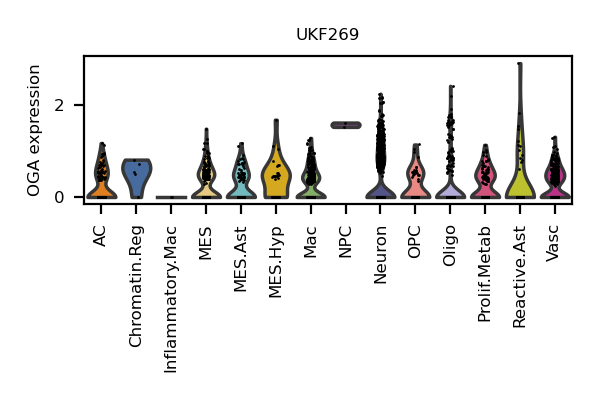 UKF269
OGA expression
2
0
AC
Chromatin.Reg
Inflammatory.Mac
MES
MES.Ast
MES.Hyp
Mac
NPC
Neuron
OPC
Oligo
Prolif.Metab
Reactive.Ast
Vasc